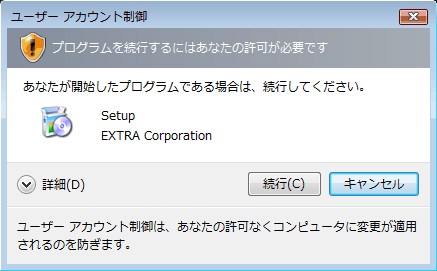 ユーザー アカウント制御
プログラムを続行するにはあなたの許可が必要です
あなたが開始したプログラムである場合は、続行してください。
Setup
EXTRA Corporation
詳細(D)
続行(C)
キャンセル
ユーザー アカウント制御は、あなたの許可なくコンピュータに変更が適用
されるのを防ぎます。